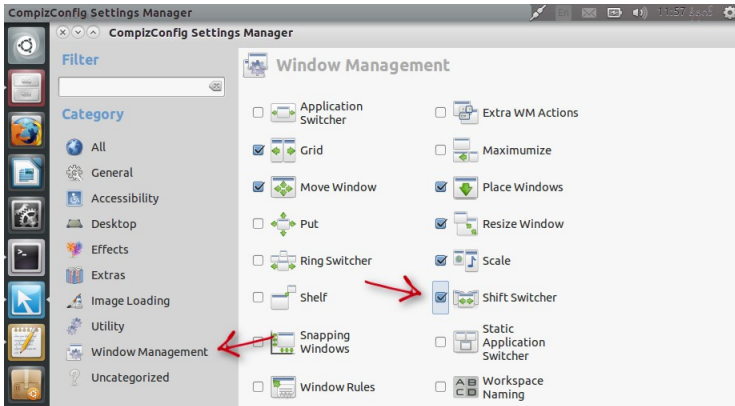 CompizConfig Settings Manager
CompizConfig Settings Manager
Filter
Category
All
General
Accessibility
Desktop
Effects
Extras
Image Loading
Utility
Window Management
Uncategorized
Window Management
Application
Switcher
Extra WM Actions
Grid
Maximumize
Move Window
Place Windows
Put
Resize Window
Ring Switcher
Scale
Shelf
Shift Switcher
Snapping
Windows
Static
Application
Switcher
Window Rules
Workspace
Naming